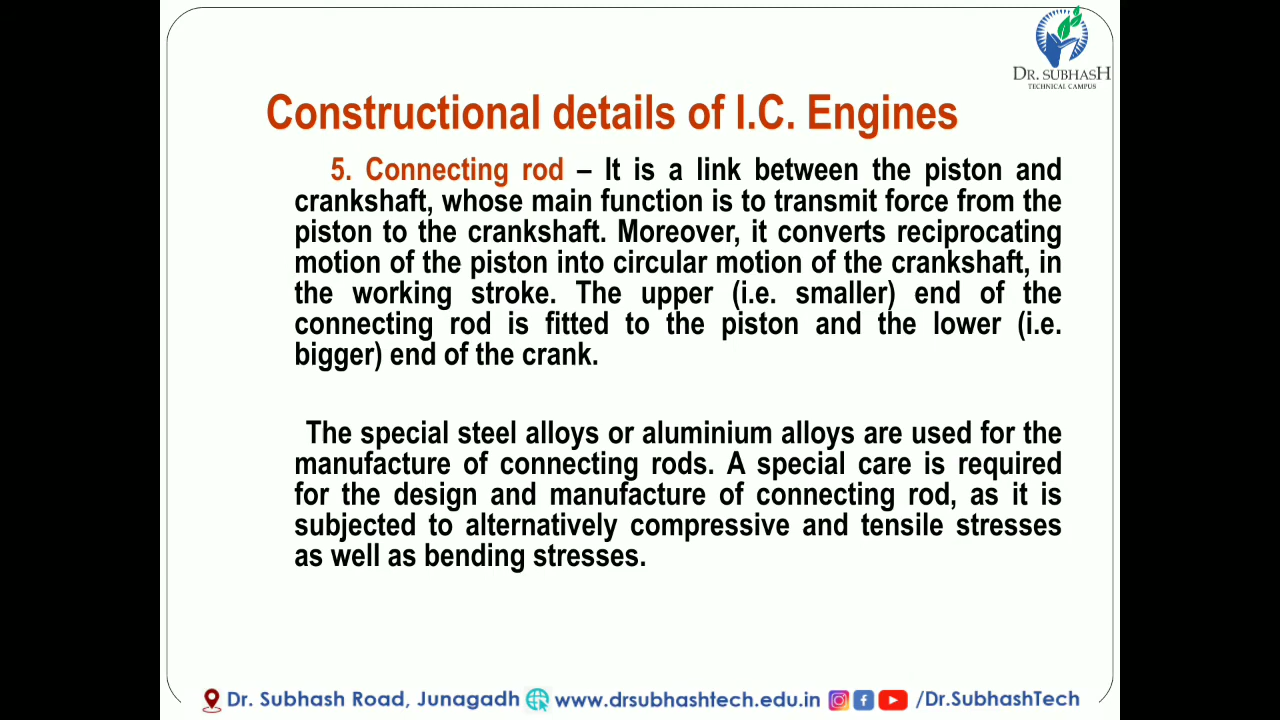 DR. SUBHASH
TECHNICAL CAMPUS
Constructional details of I.C. Engines
5. Connecting rod – It is a link between the piston and
crankshaft, whose main function is to transmit force from the
piston to the crankshaft. Moreover, it converts reciprocating
motion of the piston into circular motion of the crankshaft, in
the working stroke. The upper (i.e. smaller) end of the
connecting rod is fitted to the piston and the lower (i.e.
bigger) end of the crank.
The special steel alloys or aluminium alloys are used for the
manufacture of connecting rods. A special care is required
for the design and manufacture of connecting rod, as it is
subjected to alternatively compressive and tensile stresses
as well as bending stresses.
Dr. Subhash Road, Junagadh www.drsubhashtech.edu.in /Dr.SubhashTech